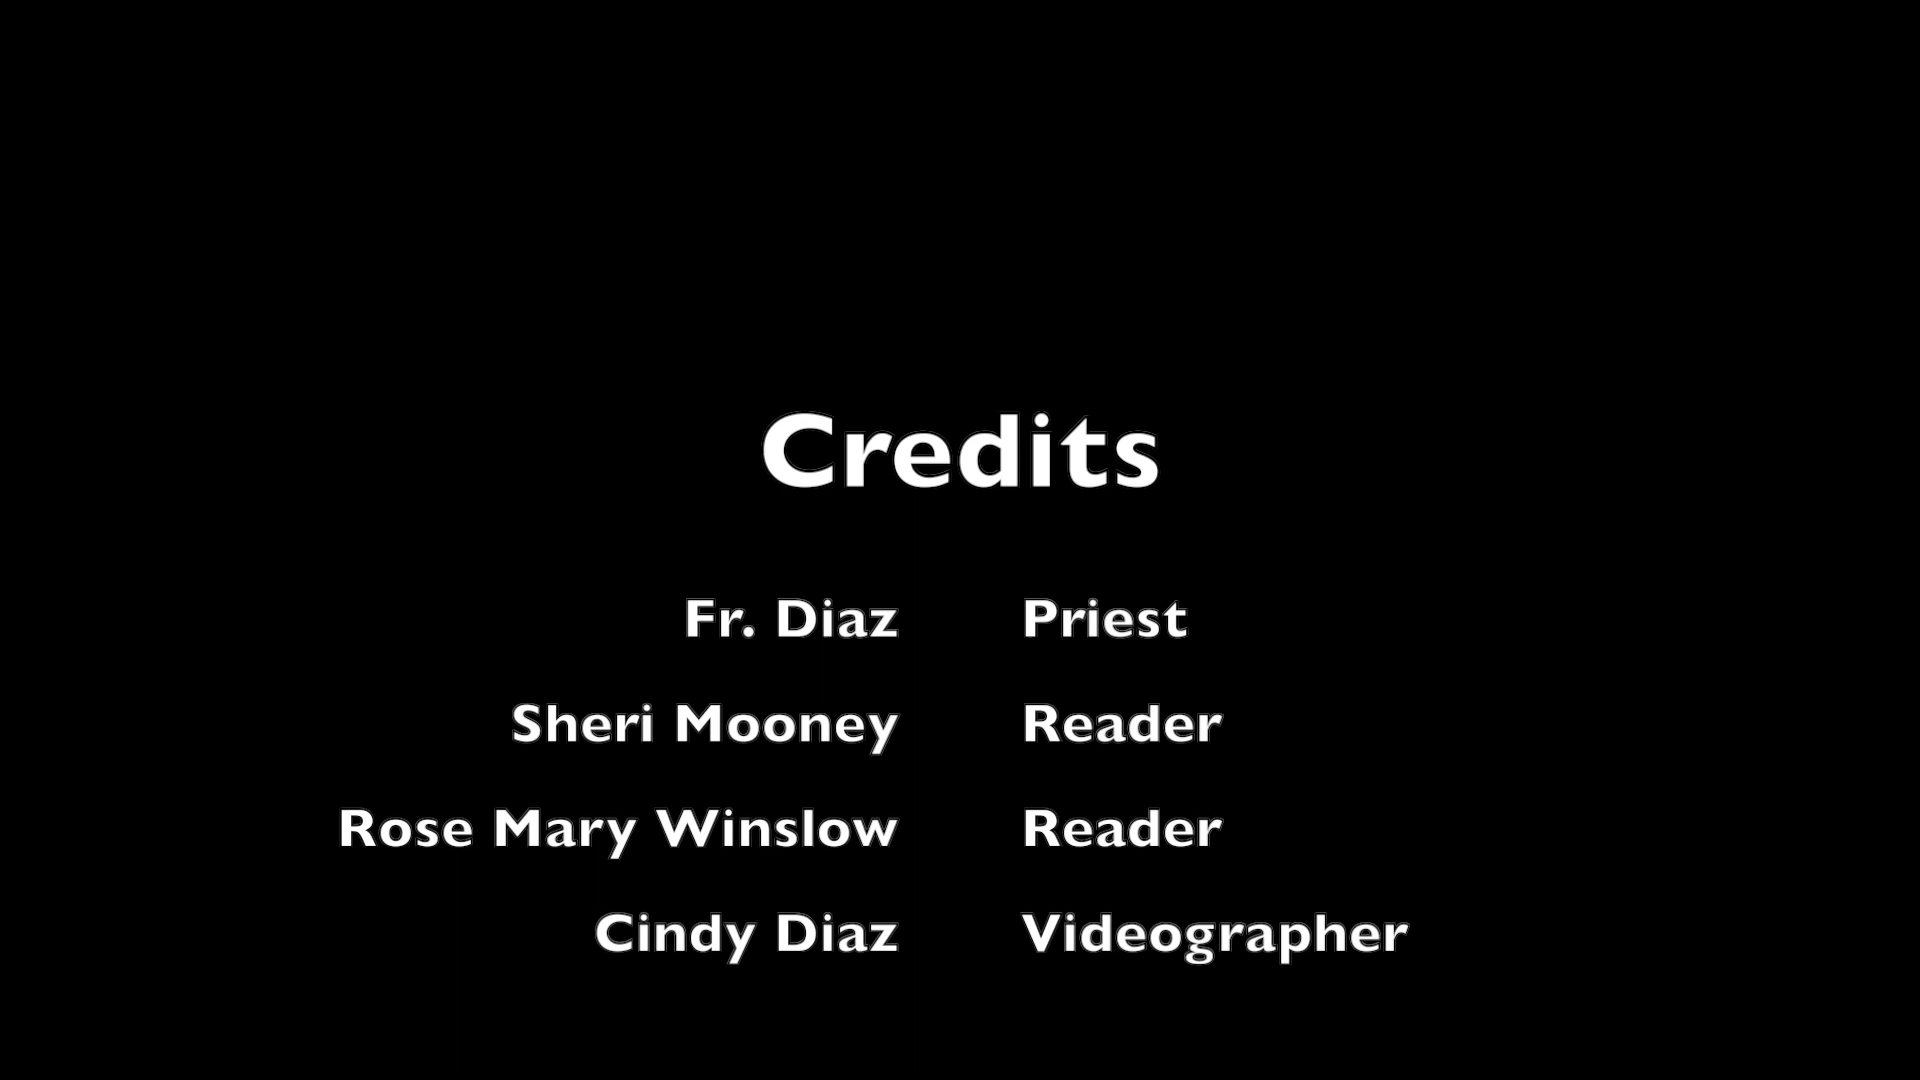 Credits
Fr. Diaz Priest
Sheri Mooney Reader
Rose Mary Winslow Reader
Cindy Diaz Videographer